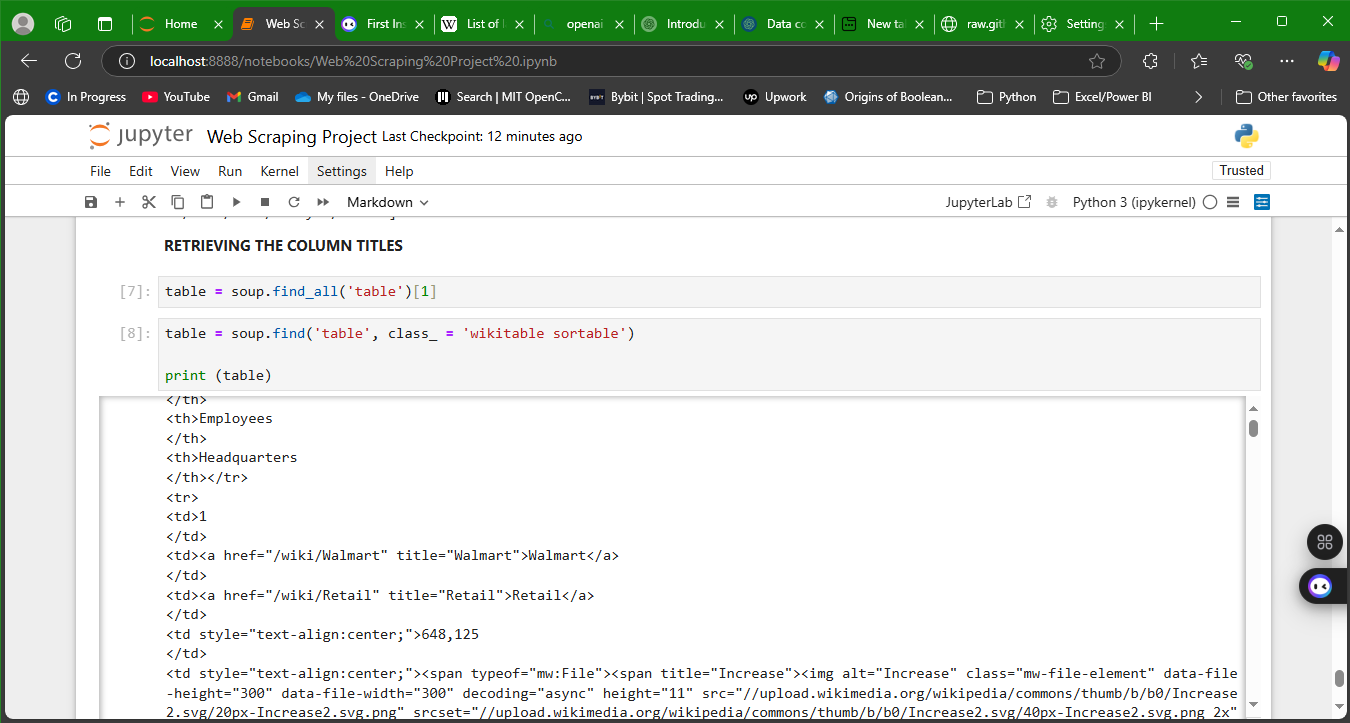 Home
Web Sc
First In
List of
openai
Introdu
Data co
New ta
raw.git
Setting
localhost:8888/notebooks/Web%20Scraping%20Project%20.ipynb
In Progress
YouTube
Gmail
My files - OneDrive
Search | MIT OpenC...
Bybit | Spot Trading...
Upwork
Origins of Boolean...
Python
Excel/Power BI
Other favorites
jupyter Web Scraping Project Last Checkpoint: 12 minutes ago
File Edit View Run Kernel Settings Help
Trusted
Markdown
JupyterLab
Python 3 (ipykernel)
RETRIEVING THE COLUMN TITLES
[7]: table = soup.find_all('table')[1]
[8]: table = soup.find('table', class_ = 'wikitable sortable')
print (table)
</th>
<th>Employees
</th>
<th>Headquarters
</th></tr>
<tr>
<td>1
</td>
<td><a href="/wiki/Walmart" title="Walmart">Walmart</a>
</td>
<td><a href="/wiki/Retail" title="Retail">Retail</a>
</td>
<td style="text-align:center;">648,125
</td>
<td style="text-align:center;"><span typeof="mw:File"><span title="Increase"><img alt="Increase" class="mw-file-element" data-file
-height="300" data-file-width="300" decoding="async" height="11" src="//upload.wikimedia.org/wikipedia/commons/thumb/b/b0/Increase
2.svg/20px-Increase2.svg.png" srcset="//upload.wikimedia.org/wikipedia/commons/thumb/b/b0/Increase2.svg/40px-Increase2.svg.png 2x"